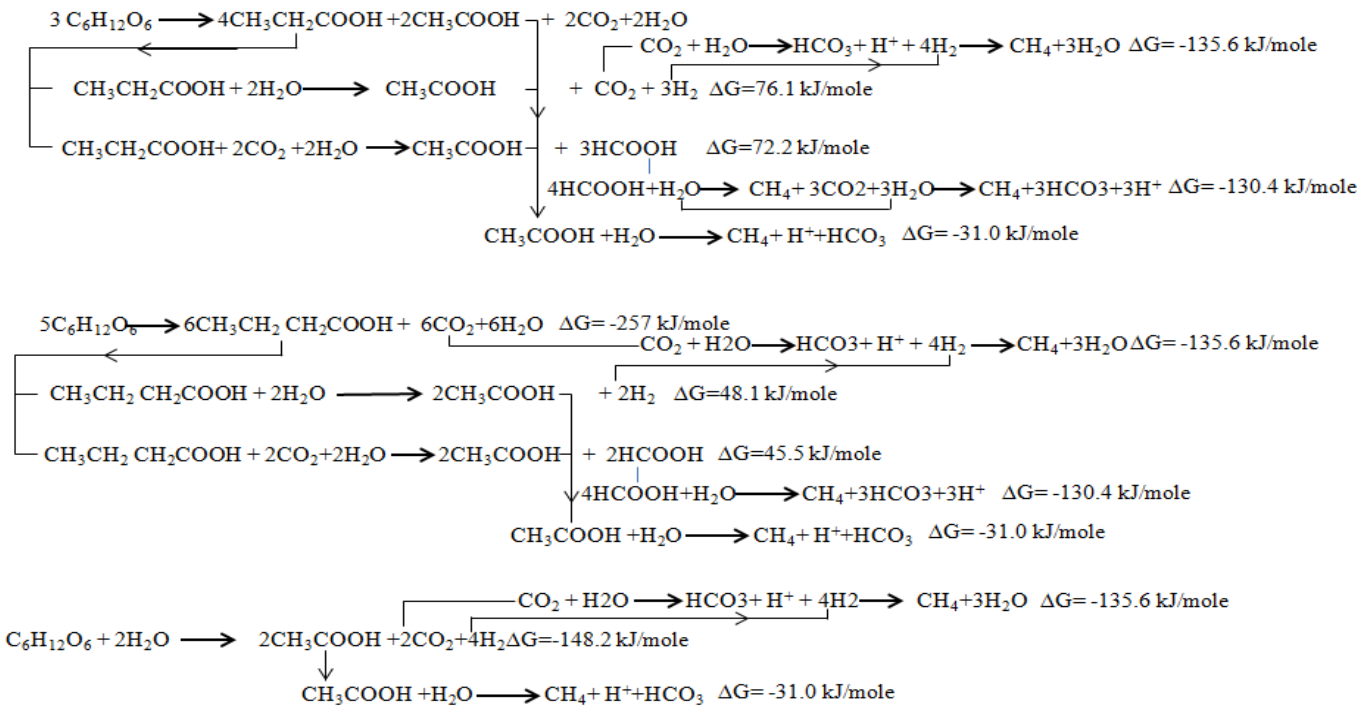 3 C₆H₁₂O₆ ⟶ 4CH₃CH₂COOH +2CH₃COOH + 2CO₂+2H₂O
CO₂ + H₂O ⟶ HCO₃+ H⁺ + 4H₂ ⟶ CH₄+3H₂O ΔG= -135.6 kJ/mole
CH₃CH₂COOH + 2H₂O ⟶ CH₃COOH + CO₂ + 3H₂ ΔG=76.1 kJ/mole
CH₃CH₂COOH+ 2CO₂ +2H₂O ⟶ CH₃COOH + 3HCOOH ΔG=72.2 kJ/mole
4HCOOH+H₂O ⟶ CH₄+ 3CO2+3H₂O ⟶ CH₄+3HCO3+3H⁺ ΔG= -130.4 kJ/mole
CH₃COOH +H₂O ⟶ CH₄+ H⁺+HCO₃ ΔG= -31.0 kJ/mole
5C₆H₁₂O₆ ⟶ 6CH₃CH₂ CH₂COOH + 6CO₂+6H₂O ΔG= -257 kJ/mole
CO₂ + H2O ⟶ HCO3+ H⁺ + 4H₂ ⟶ CH₄+3H₂O ΔG= -135.6 kJ/mole
CH₃CH₂ CH₂COOH + 2H₂O ⟶ 2CH₃COOH + 2H₂ ΔG=48.1 kJ/mole
CH₃CH₂ CH₂COOH + 2CO₂+2H₂O ⟶ 2CH₃COOH + 2HCOOH ΔG=45.5 kJ/mole
4HCOOH+H₂O ⟶ CH₄+3HCO3+3H⁺ ΔG= -130.4 kJ/mole
CH₃COOH +H₂O ⟶ CH₄+ H⁺+HCO₃ ΔG= -31.0 kJ/mole
CO₂ + H2O ⟶ HCO3+ H⁺ + 4H2 ⟶ CH₄+3H₂O ΔG= -135.6 kJ/mole
C₆H₁₂O₆ + 2H₂O ⟶ 2CH₃COOH +2CO₂+4H₂ΔG=-148.2 kJ/mole
CH₃COOH +H₂O ⟶ CH₄+ H⁺+HCO₃ ΔG= -31.0 kJ/mole